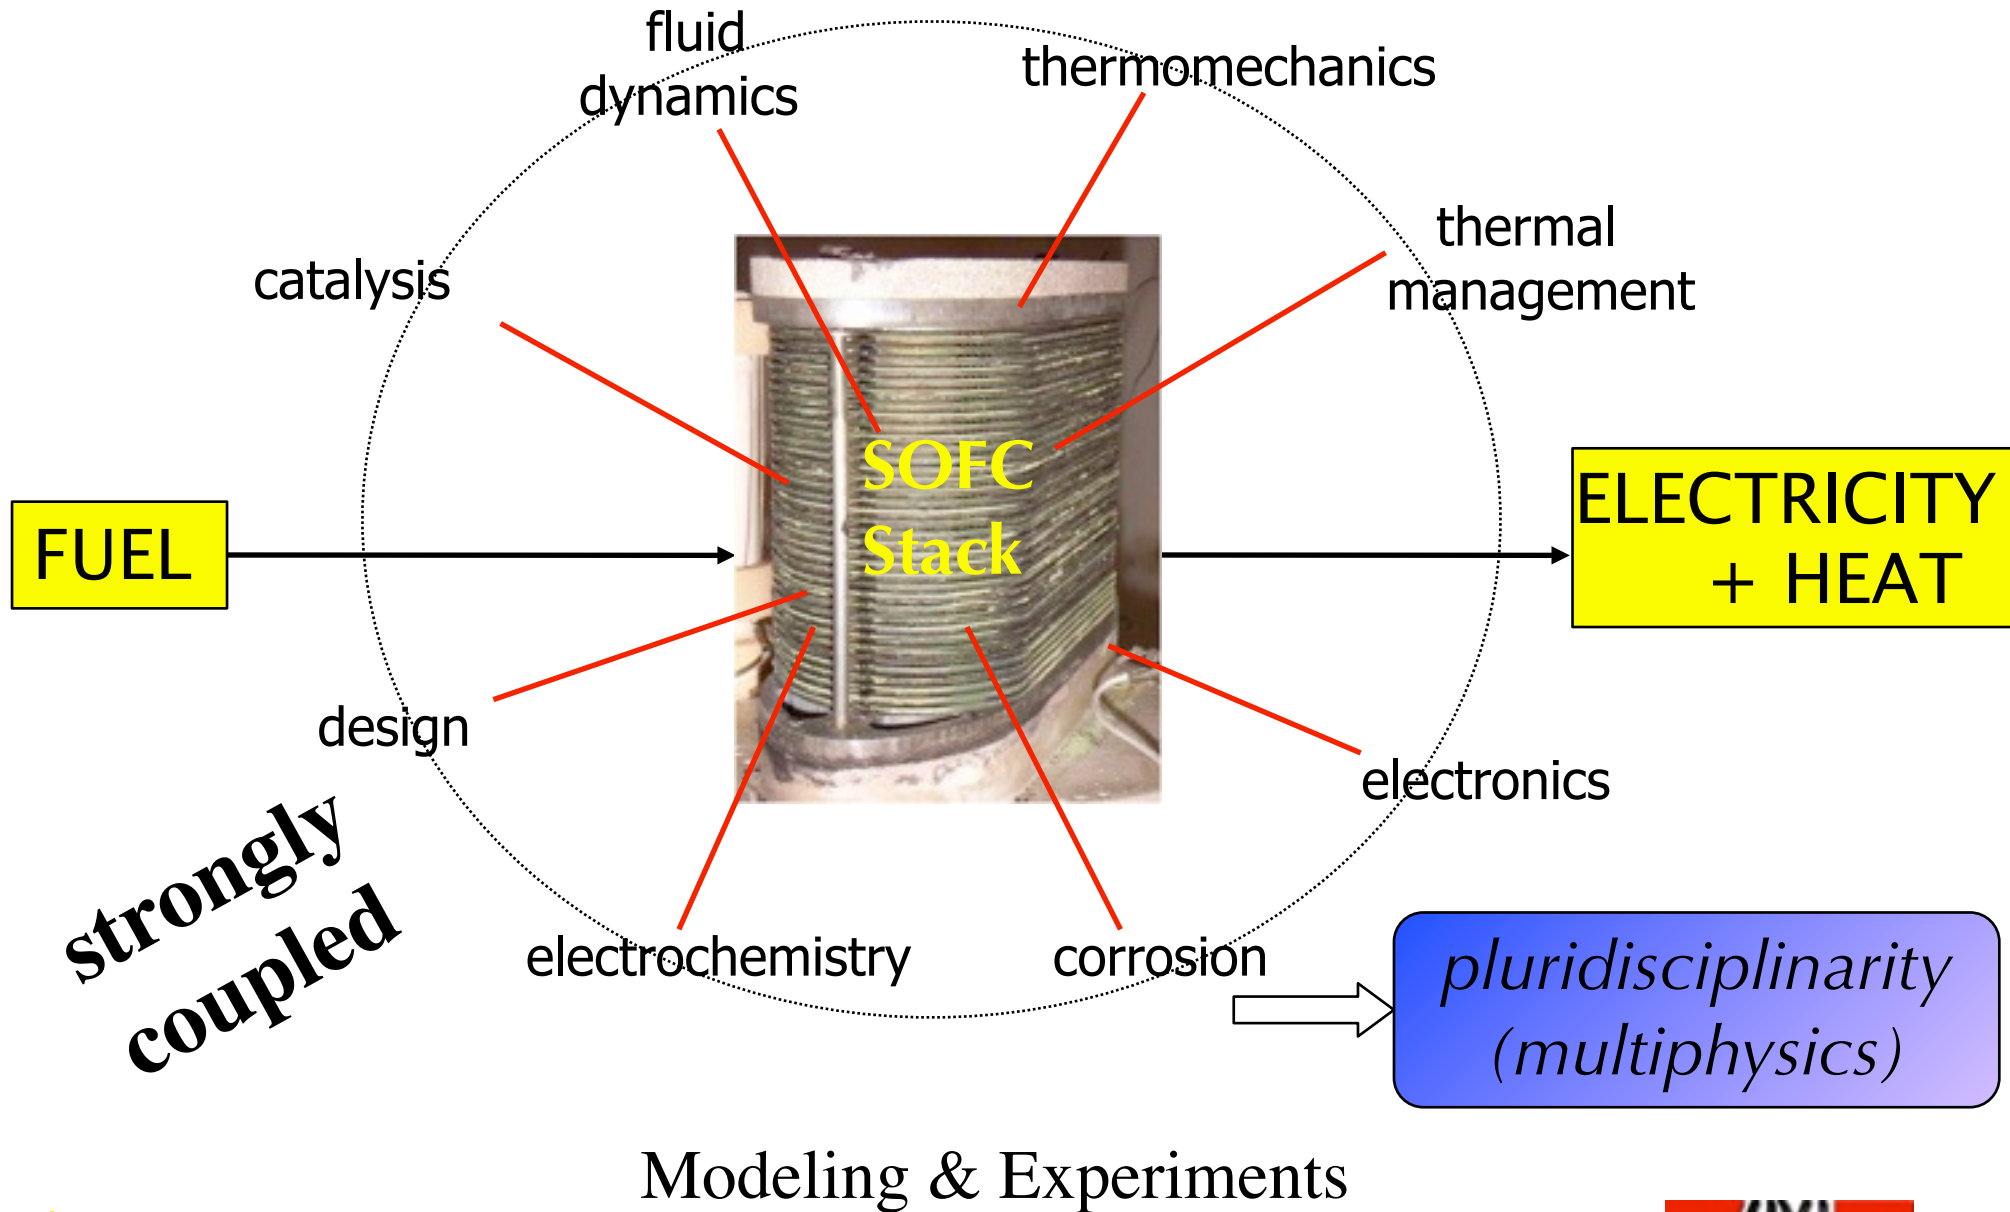 fluid
dynamics
thermomechanics
thermal
management
catalysis
SOFC
Stack
FUEL
ELECTRICITY
+ HEAT
design
electronics
strongly
coupled
electrochemistry
corrosion
pluridisciplinarity
(multiphysics)
Modeling & Experiments